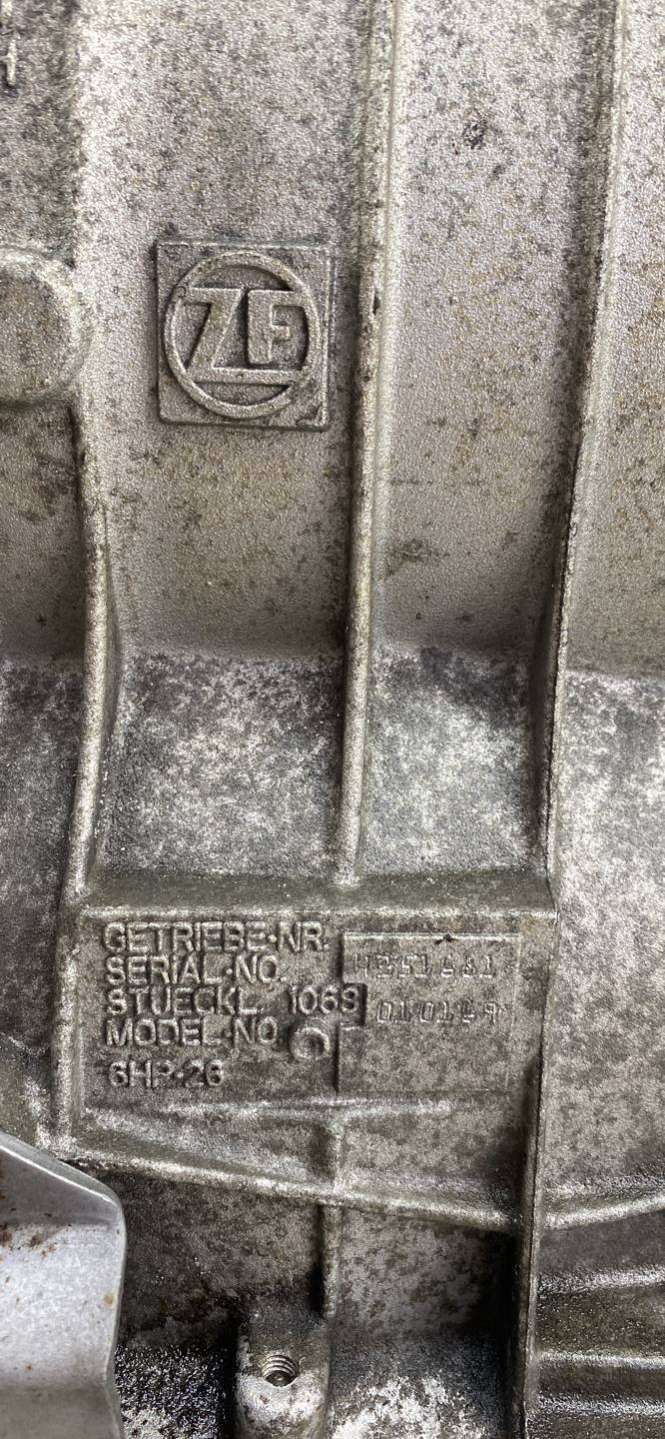 ZF
GETRIEBE-NR.
SERIAL-NO.
STUECKL. 1068
MODEL-NO.
6HP-26